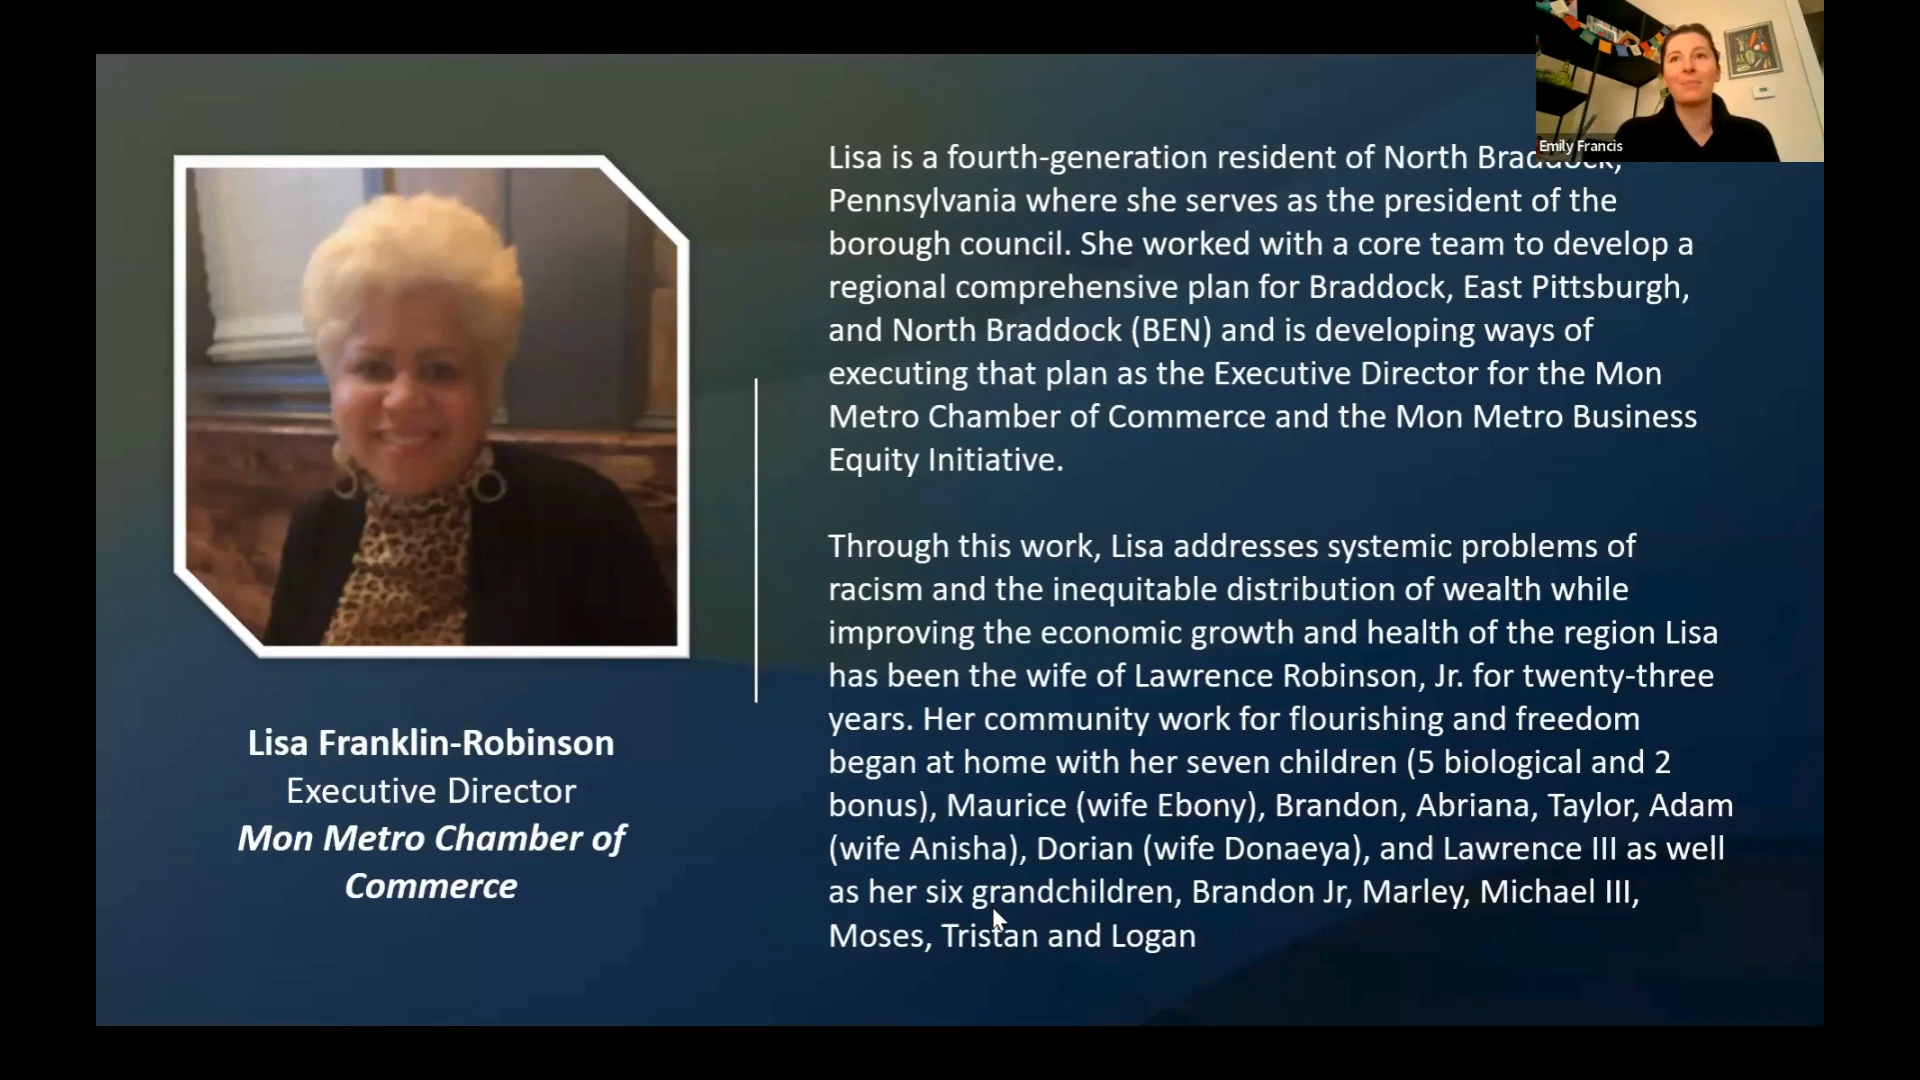 Emily Francis
Lisa is a fourth-generation resident of North Braddock,
Pennsylvania where she serves as the president of the
borough council. She worked with a core team to develop a
regional comprehensive plan for Braddock, East Pittsburgh,
and North Braddock (BEN) and is developing ways of
executing that plan as the Executive Director for the Mon
Metro Chamber of Commerce and the Mon Metro Business
Equity Initiative.
Through this work, Lisa addresses systemic problems of
racism and the inequitable distribution of wealth while
improving the economic growth and health of the region Lisa
has been the wife of Lawrence Robinson, Jr. for twenty-three
years. Her community work for flourishing and freedom
began at home with her seven children (5 biological and 2
bonus), Maurice (wife Ebony), Brandon, Abriana, Taylor, Adam
(wife Anisha), Dorian (wife Donaeya), and Lawrence III as well
as her six grandchildren, Brandon Jr, Marley, Michael III,
Moses, Tristan and Logan
Lisa Franklin-Robinson
Executive Director
Mon Metro Chamber of
Commerce